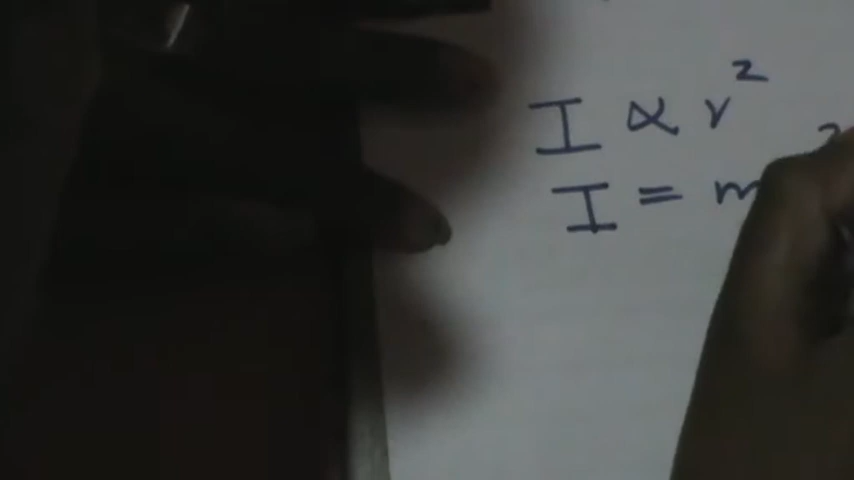 I ∝ r²
I = m